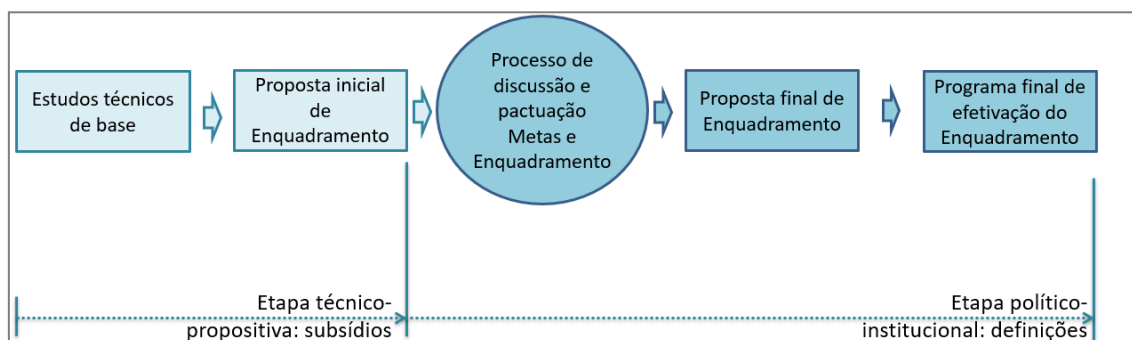 Estudos técnicos
de base
Proposta inicial
de
Enquadramento
Processo de
discussão e
pactuação
Metas e
Enquadramento
Proposta final de
Enquadramento
Programa final de
efetivação do
Enquadramento
Etapa técnico-
propositiva: subsídios
Etapa político-
institucional: definições